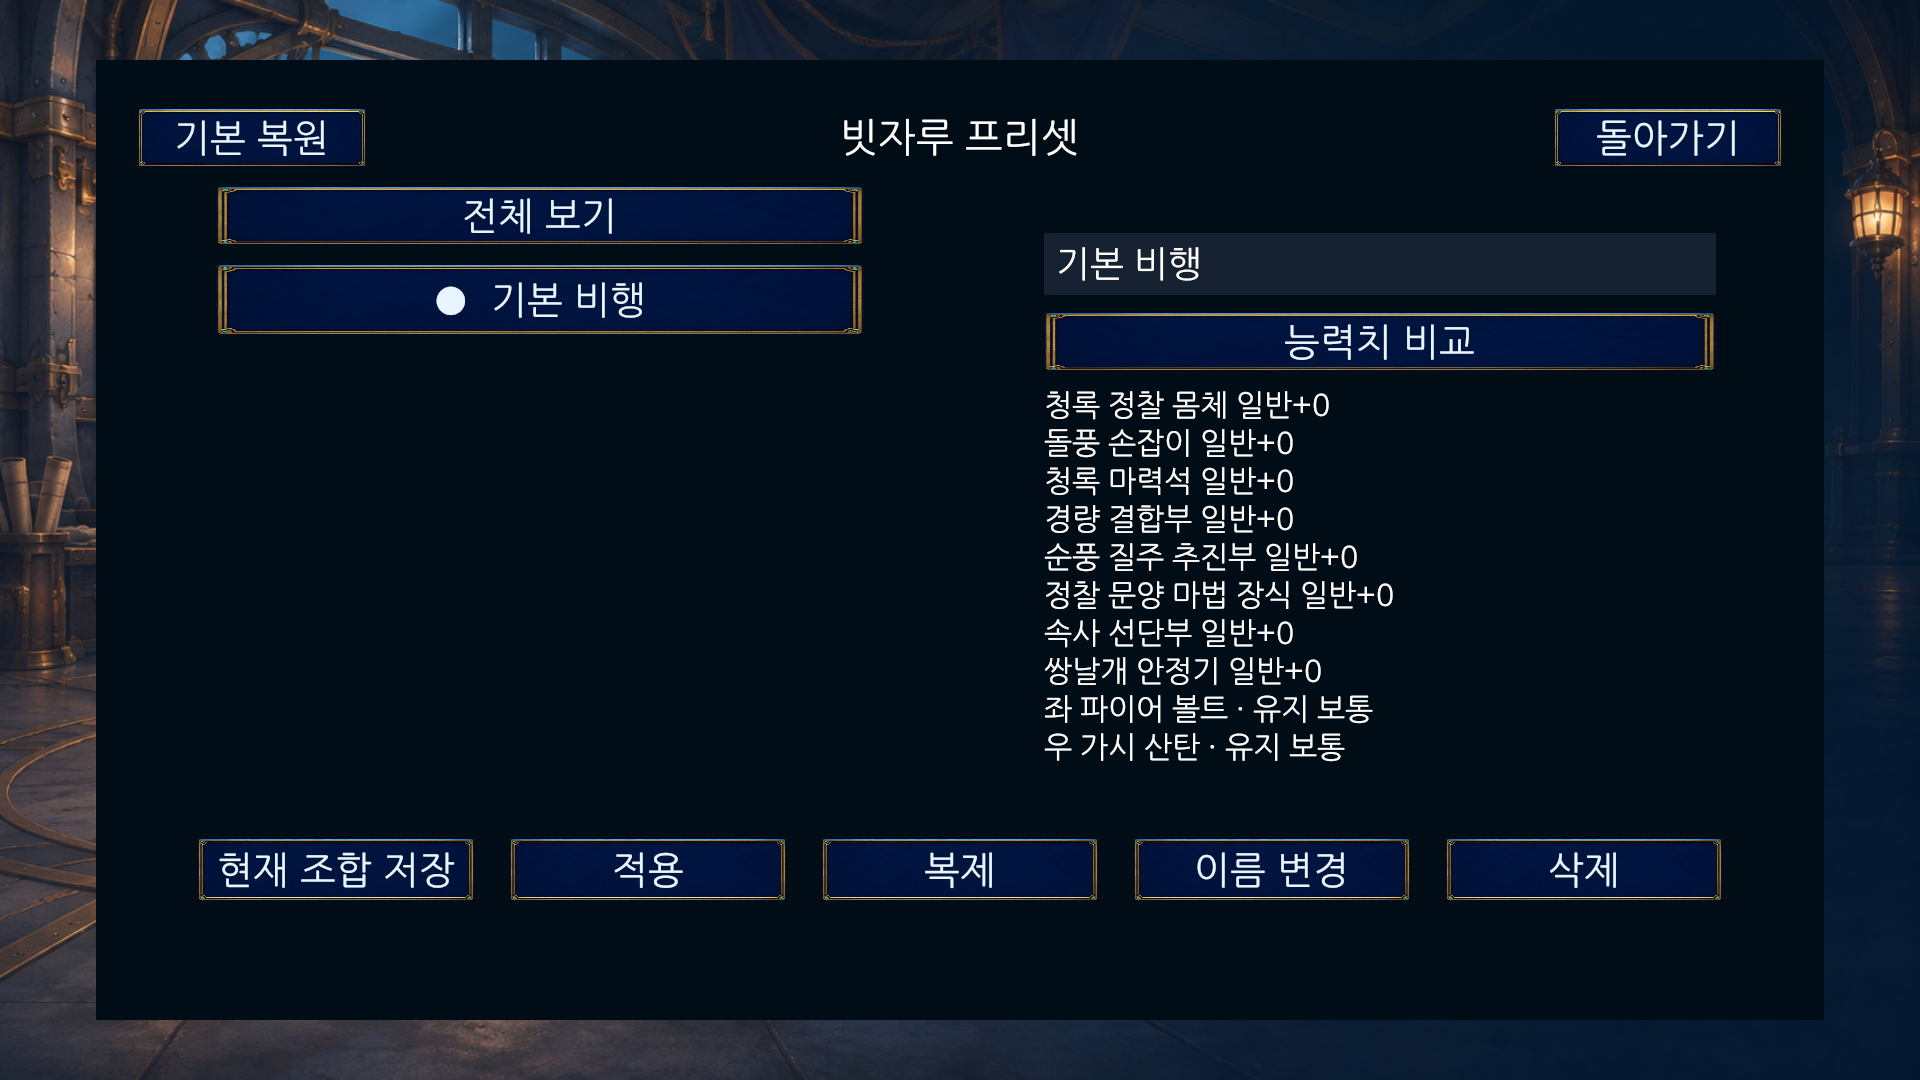 기본 복원
빗자루 프리셋
돌아가기
전체 보기
● 기본 비행
기본 비행
능력치 비교
청록 정찰 몸체 일반+0
돌풍 손잡이 일반+0
청록 마력석 일반+0
경량 결합부 일반+0
순풍 질주 추진부 일반+0
정찰 문양 마법 장식 일반+0
속사 선단부 일반+0
쌍날개 안정기 일반+0
좌 파이어 볼트 · 유지 보통
우 가시 산탄 · 유지 보통
현재 조합 저장
적용
복제
이름 변경
삭제